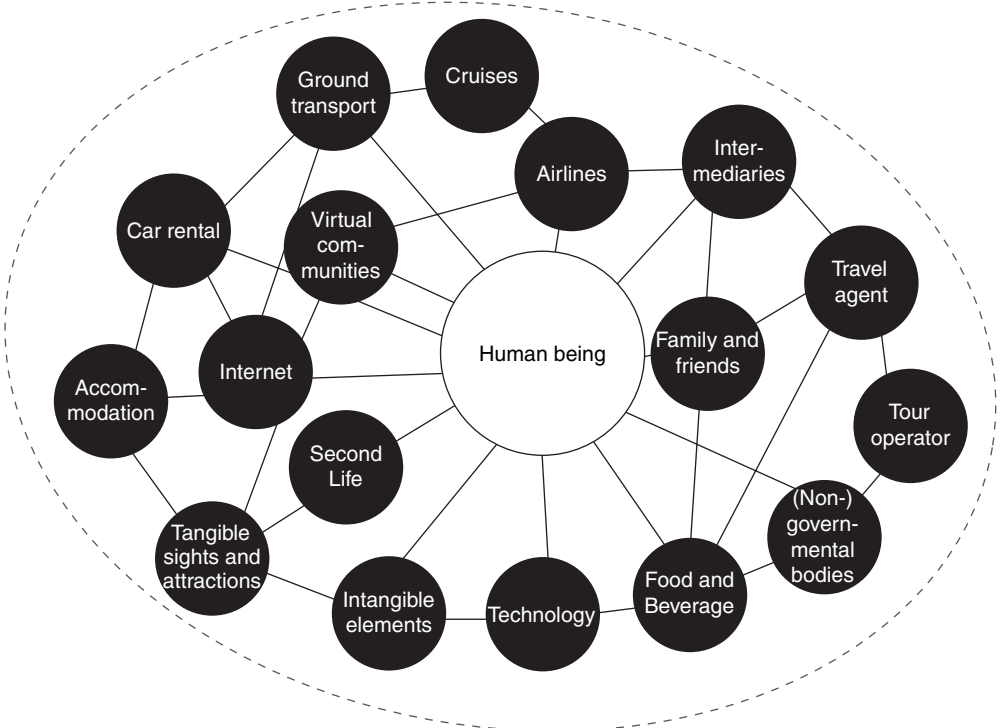 Ground
transport
Cruises
Airlines
Inter-
mediaries
Car rental
Virtual
com-
munities
Travel
agent
Human being
Family and
friends
Internet
Accom-
modation
Tour
operator
Second
Life
Tangible
sights and
attractions
(Non-)
govern-
mental
bodies
Intangible
elements
Technology
Food and
Beverage